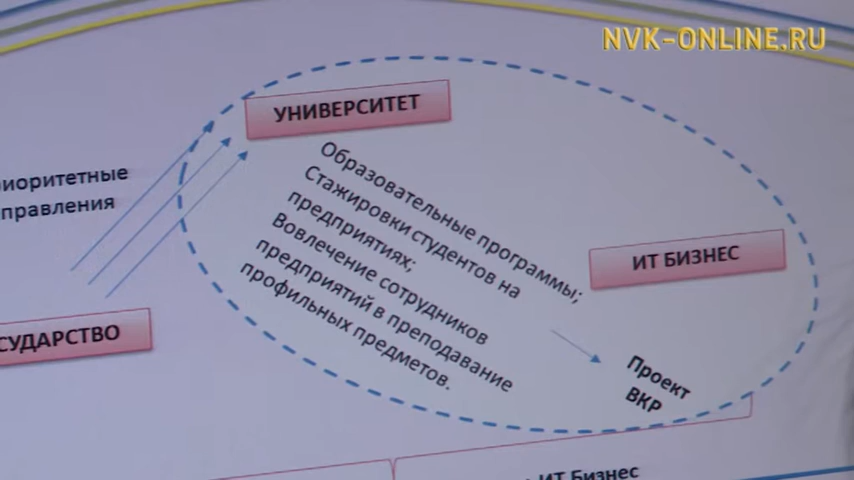 NVK-ONLINE.RU
УНИВЕРСИТЕТ
Образовательные программы;
Стажировки студентов на
предприятиях;
Вовлечение сотрудников
предприятий в преподавание
профильных предметов.
ИТ БИЗНЕС
Проект
ВКР
иоритетные
правления
СУДАРСТВО
ИТ Бизнес